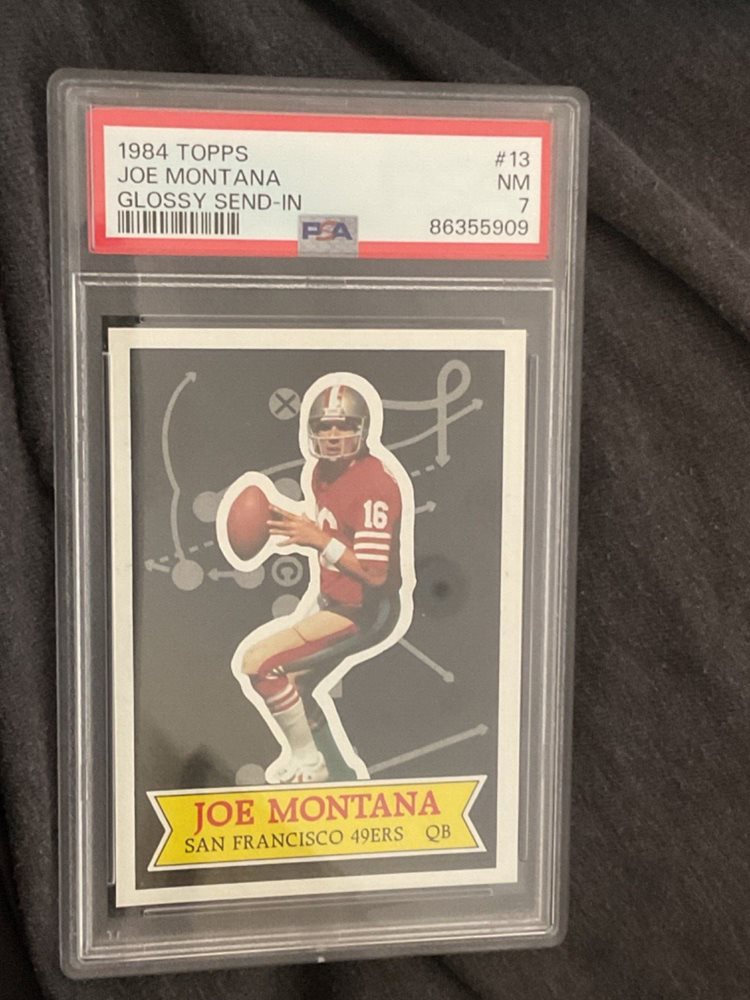 1984 TOPPS #13
JOE MONTANA NM
GLOSSY SEND-IN 7
PSA 86355909
X
16
C
JOE MONTANA
SAN FRANCISCO 49ERS QB